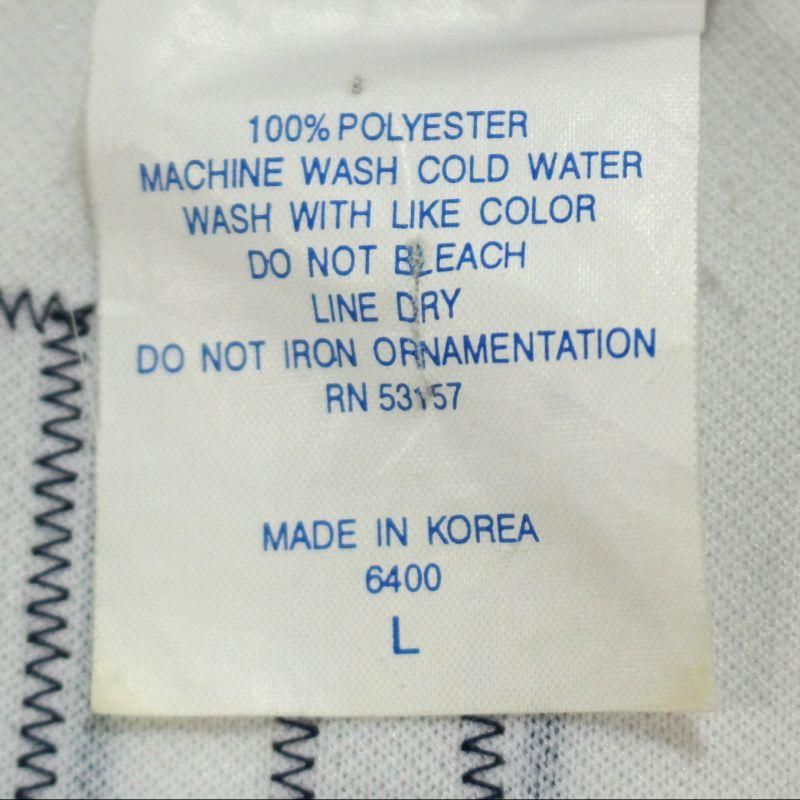 100% POLYESTER
MACHINE WASH COLD WATER
WASH WITH LIKE COLOR
DO NOT BLEACH
LINE DRY
DO NOT IRON ORNAMENTATION
RN 53157
MADE IN KOREA
6400
L